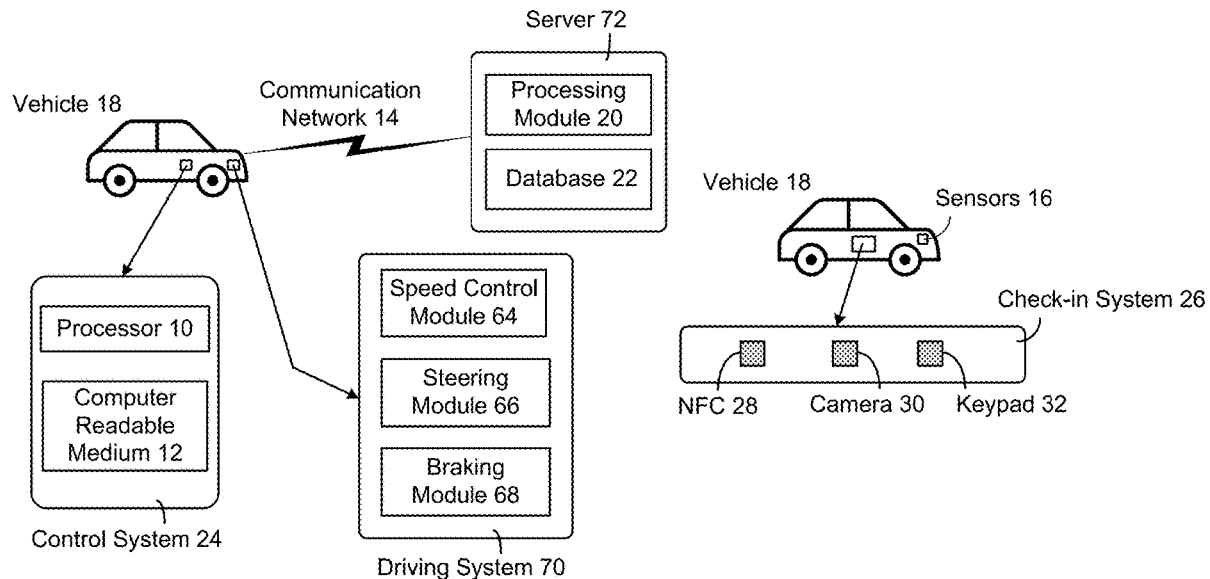 Server 72
Processing
Module 20
Database 22
Communication
Network 14
Vehicle 18
Processor 10
Computer
Readable
Medium 12
Control System 24
Speed Control
Module 64
Steering
Module 66
Braking
Module 68
Driving System 70
Vehicle 18
Sensors 16
Check-in System 26
NFC 28
Camera 30
Keypad 32